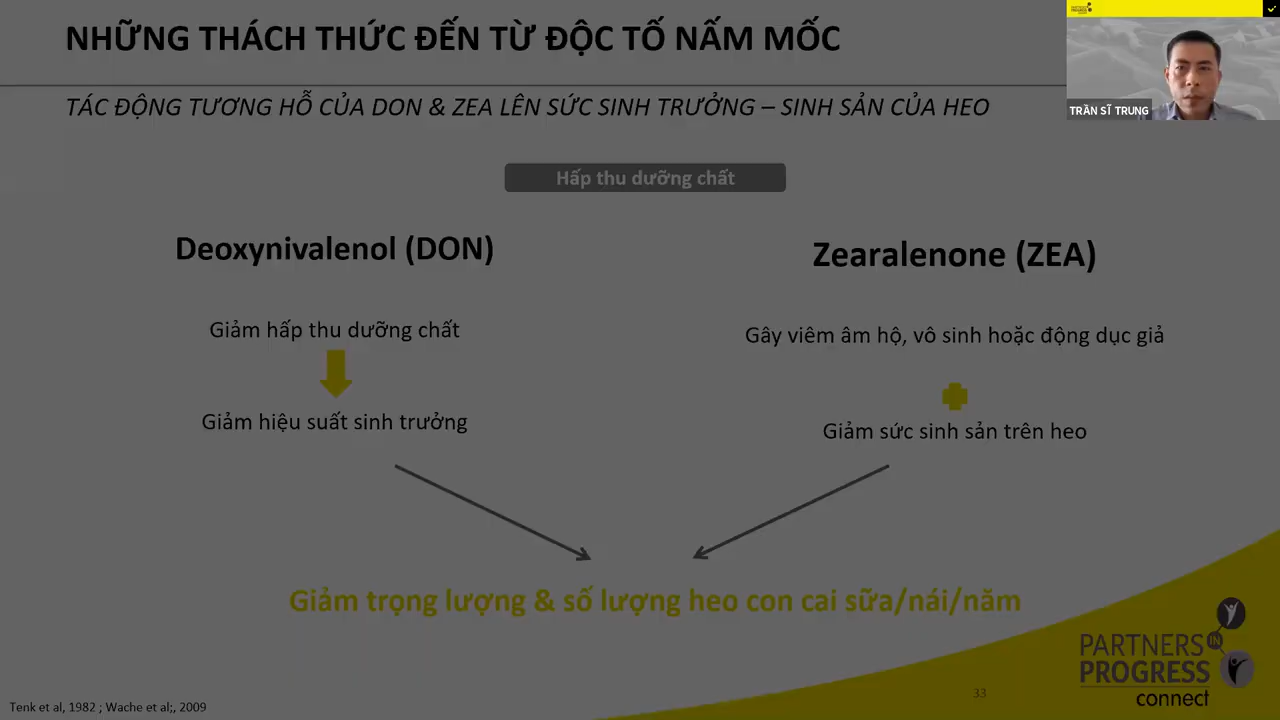 NHỮNG THÁCH THỨC ĐẾN TỪ ĐỘC TỐ NẤM MỐC
TÁC ĐỘNG TƯƠNG HỖ CỦA DON & ZEA LÊN SỨC SINH TRƯỞNG – SINH SẢN CỦA HEO
TRẦN SĨ TRUNG
Hấp thu dưỡng chất
Deoxynivalenol (DON)
Zearalenone (ZEA)
Giảm hấp thu dưỡng chất
Gây viêm âm hộ, vô sinh hoặc động dục giả
Giảm hiệu suất sinh trưởng
Giảm sức sinh sản trên heo
Giảm trọng lượng & số lượng heo con cai sữa/nái/năm
PARTNERS
IN
PROGRESS
connect
33
Tenk et al, 1982 ; Wache et al;, 2009